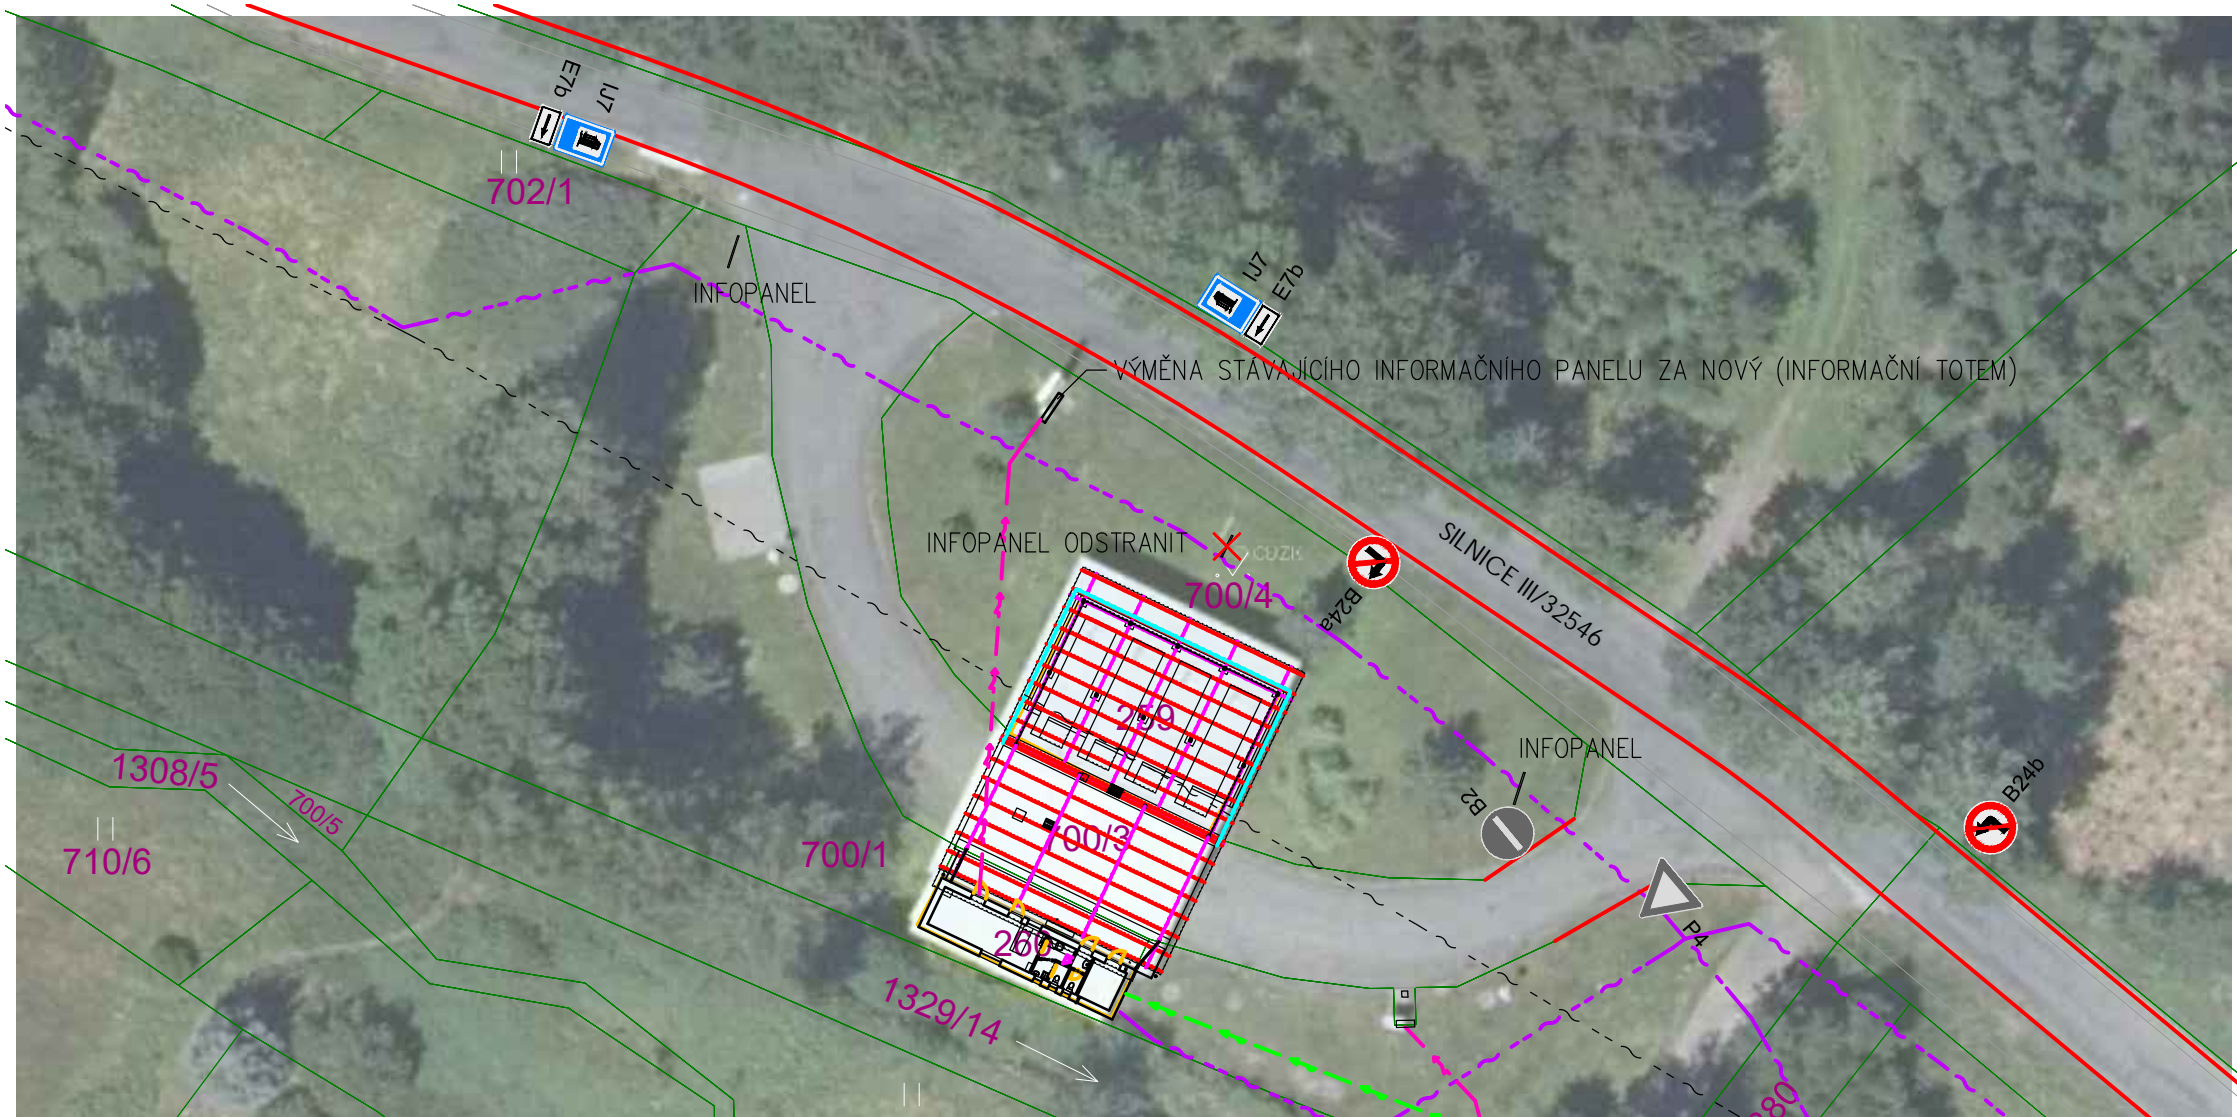 E7b
IJ7
702/1
INFOPANEL
IJ7
E7b
VÝMĚNA STÁVAJÍCÍHO INFORMAČNÍHO PANELU ZA NOVÝ (INFORMAČNÍ TOTEM)
INFOPANEL ODSTRANIT
700/4
B24a
SILNICE III/32546
259
INFOPANEL
B2
B24b
1308/5
700/5
710/6
700/1
700/3
260
P4
1329/14